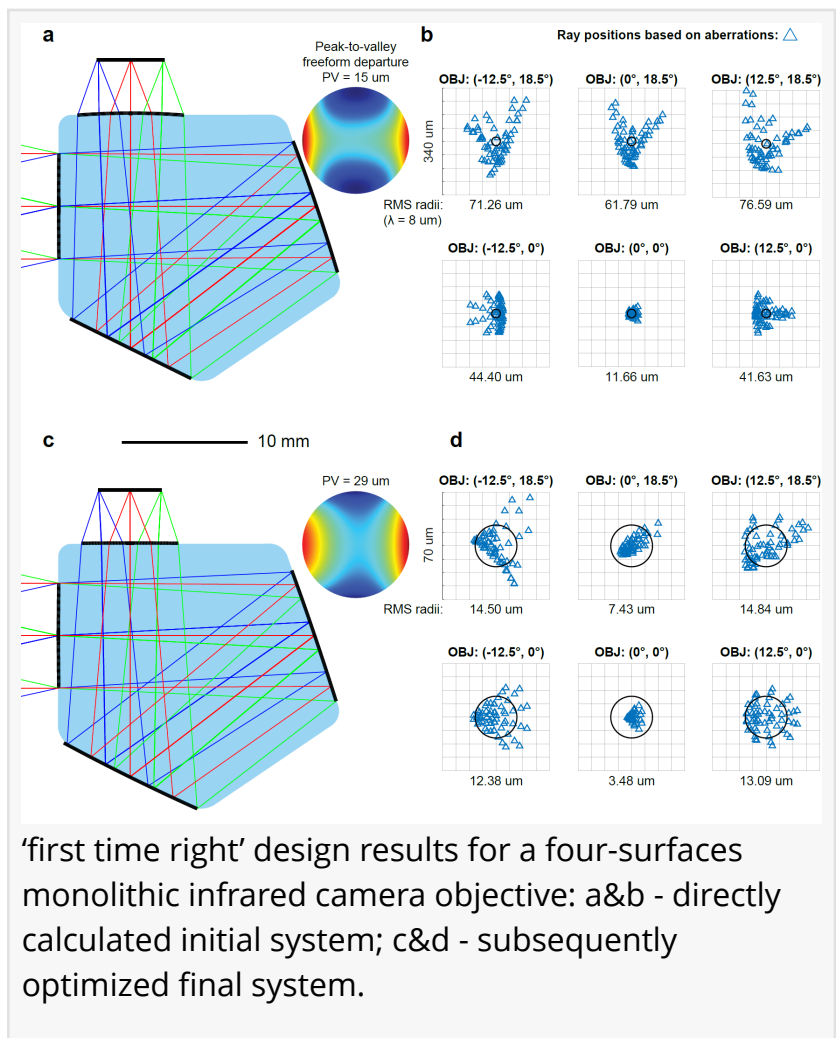 a
Peak-to-valley
freeform departure
PV = 15 um
b
Ray positions based on aberrations:
OBJ: (-12.5°, 18.5°)
OBJ: (0°, 18.5°)
OBJ: (12.5°, 18.5°)
340 um
RMS radii:
(λ = 8 um)
71.26 um
61.79 um
76.59 um
OBJ: (-12.5°, 0°)
OBJ: (0°, 0°)
OBJ: (12.5°, 0°)
44.40 um
11.66 um
41.63 um
c
10 mm
PV = 29 um
d
OBJ: (-12.5°, 18.5°)
OBJ: (0°, 18.5°)
OBJ: (12.5°, 18.5°)
70 um
RMS radii:
14.50 um
7.43 um
14.84 um
OBJ: (-12.5°, 0°)
OBJ: (0°, 0°)
OBJ: (12.5°, 0°)
12.38 um
3.48 um
13.09 um
‘first time right’ design results for a four-surfaces
monolithic infrared camera objective: a&b - directly
calculated initial system; c&d - subsequently
optimized final system.